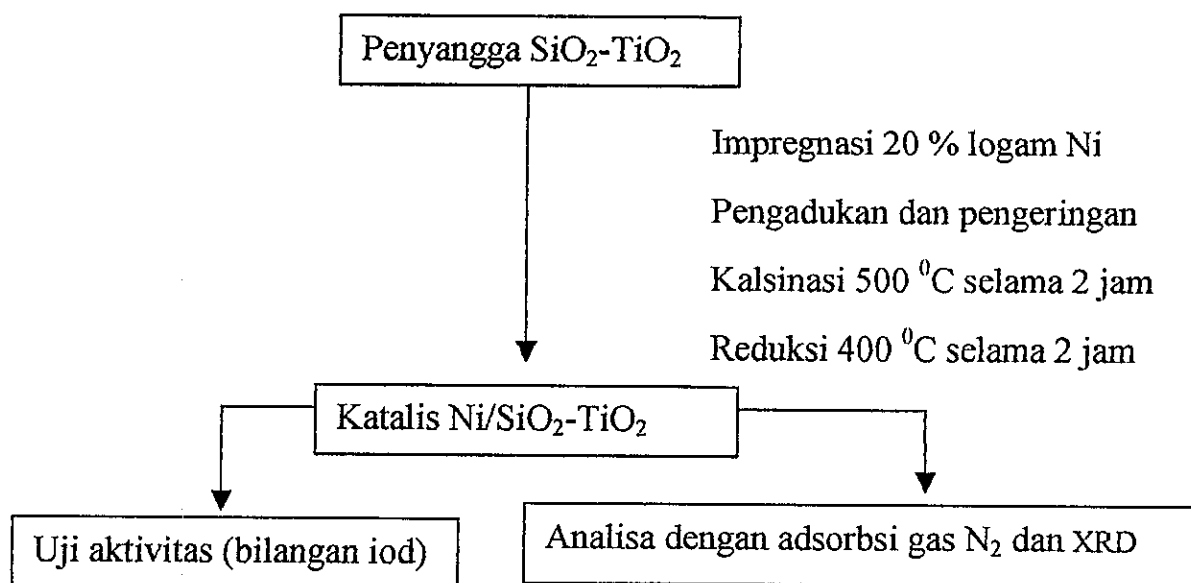 Penyangga SiO₂-TiO₂
Impregnasi 20 % logam Ni
Pengadukan dan pengeringan
Kalsinasi 500 ⁰C selama 2 jam
Reduksi 400 ⁰C selama 2 jam
Katalis Ni/SiO₂-TiO₂
Uji aktivitas (bilangan iod)
Analisa dengan adsorbsi gas N₂ dan XRD